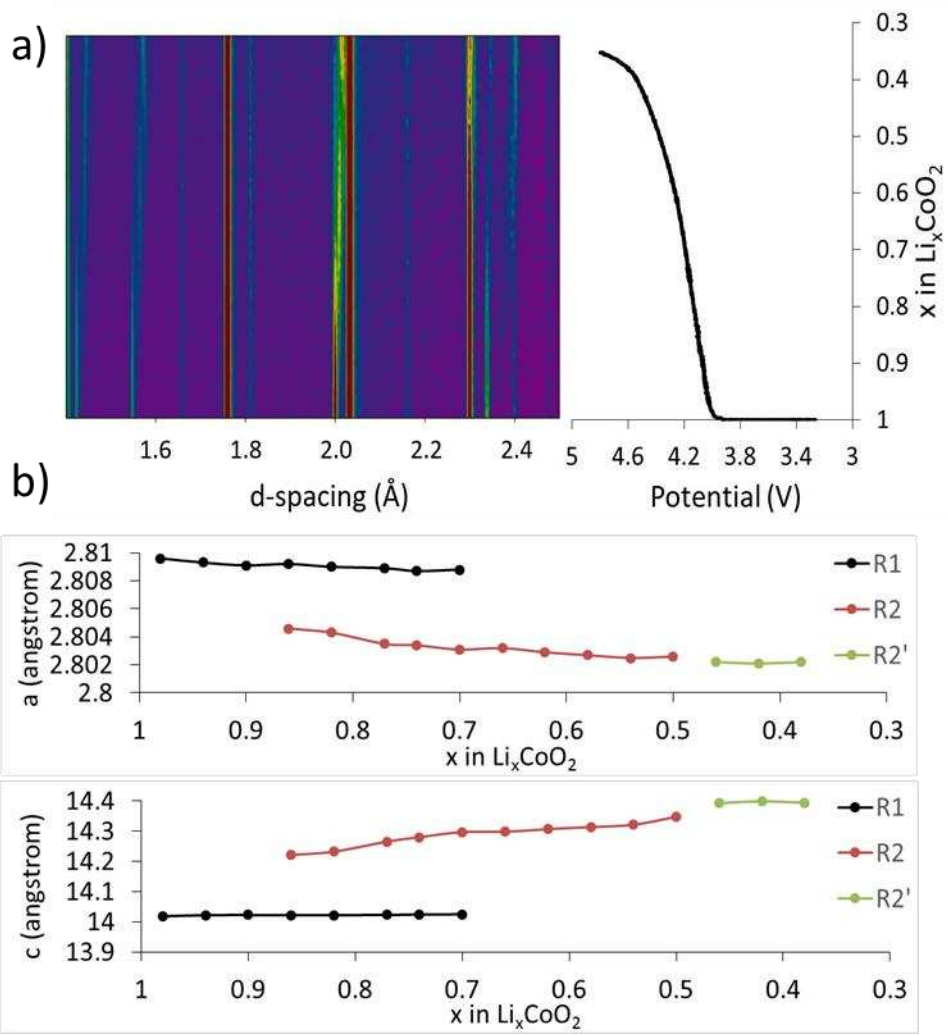 a)
1.6 1.8 2.0 2.2 2.4
d-spacing (Å)
0.3
0.4
0.5
0.6
0.7
0.8
0.9
1
x in LiₓCoO₂
5 4.6 4.2 3.8 3.4 3
Potential (V)
b)
a (angstrom)
2.81
2.808
2.806
2.804
2.802
2.8
1 0.9 0.8 0.7 0.6 0.5 0.4 0.3
x in LiₓCoO₂
R1
R2
R2'
c (angstrom)
14.4
14.3
14.2
14.1
14
13.9
1 0.9 0.8 0.7 0.6 0.5 0.4 0.3
x in LiₓCoO₂
R1
R2
R2'